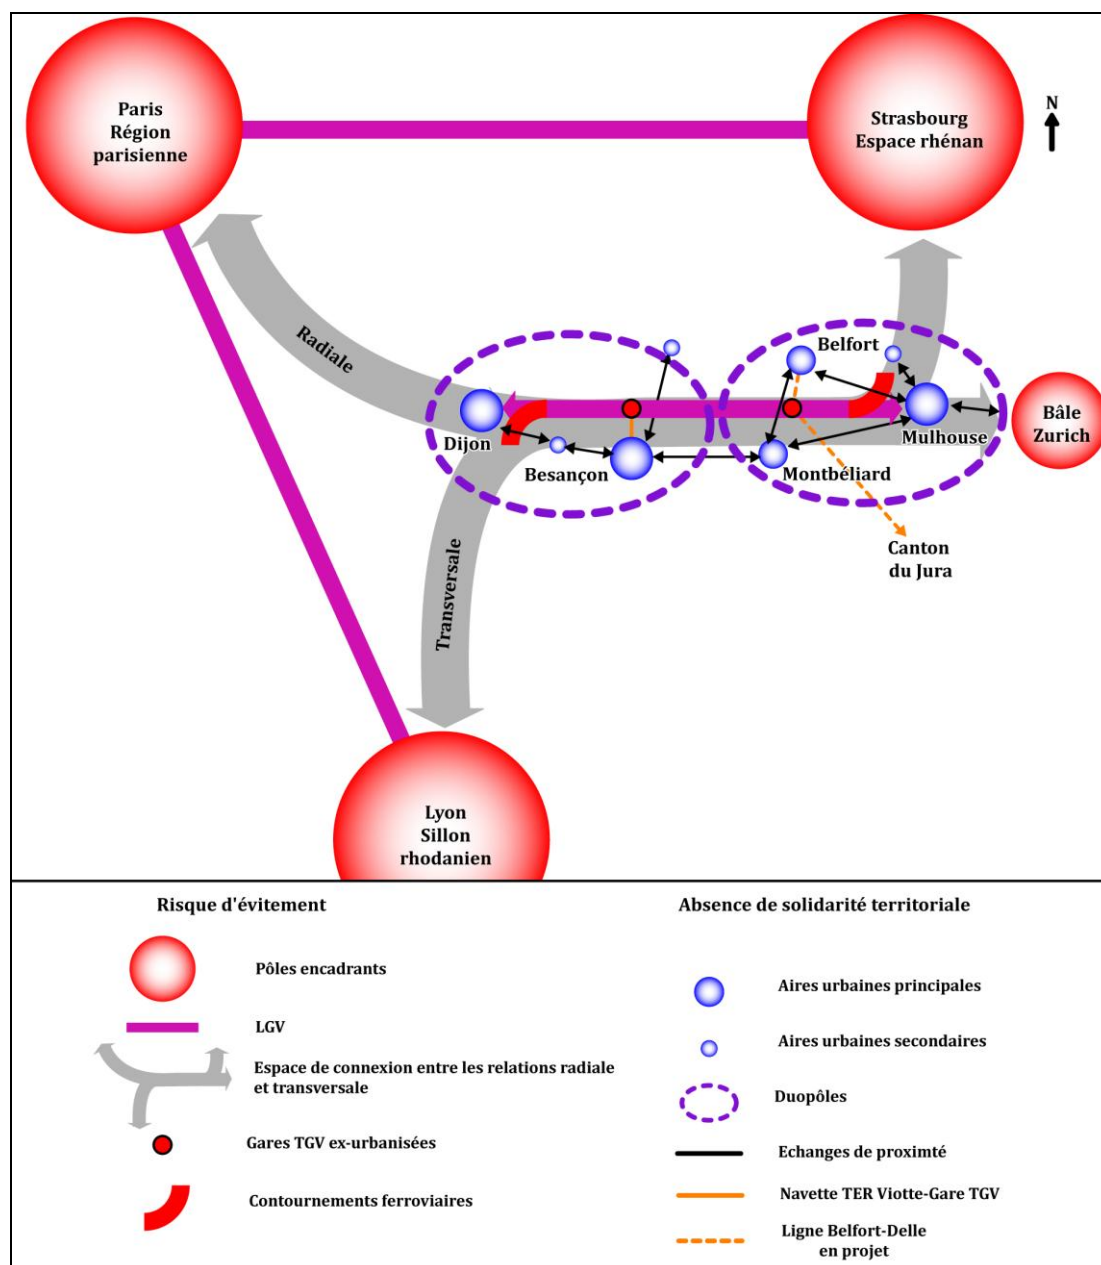 Paris
Région
parisienne
Strasbourg
Espace rhénan
N
Radiale
Belfort
Dijon
Besançon
Mulhouse
Montbéliard
Bâle
Zurich
Canton
du Jura
Transversale
Lyon
Sillon
rhodanien
Risque d'évitement
Pôles encadrants
LGV
Espace de connexion entre les relations radiale
et transversale
Gares TGV ex-urbanisées
Contournements ferroviaires
Absence de solidarité territoriale
Aires urbaines principales
Aires urbaines secondaires
Duopôles
Echanges de proximté
Navette TER Viotte-Gare TGV
Ligne Belfort-Delle
en projet